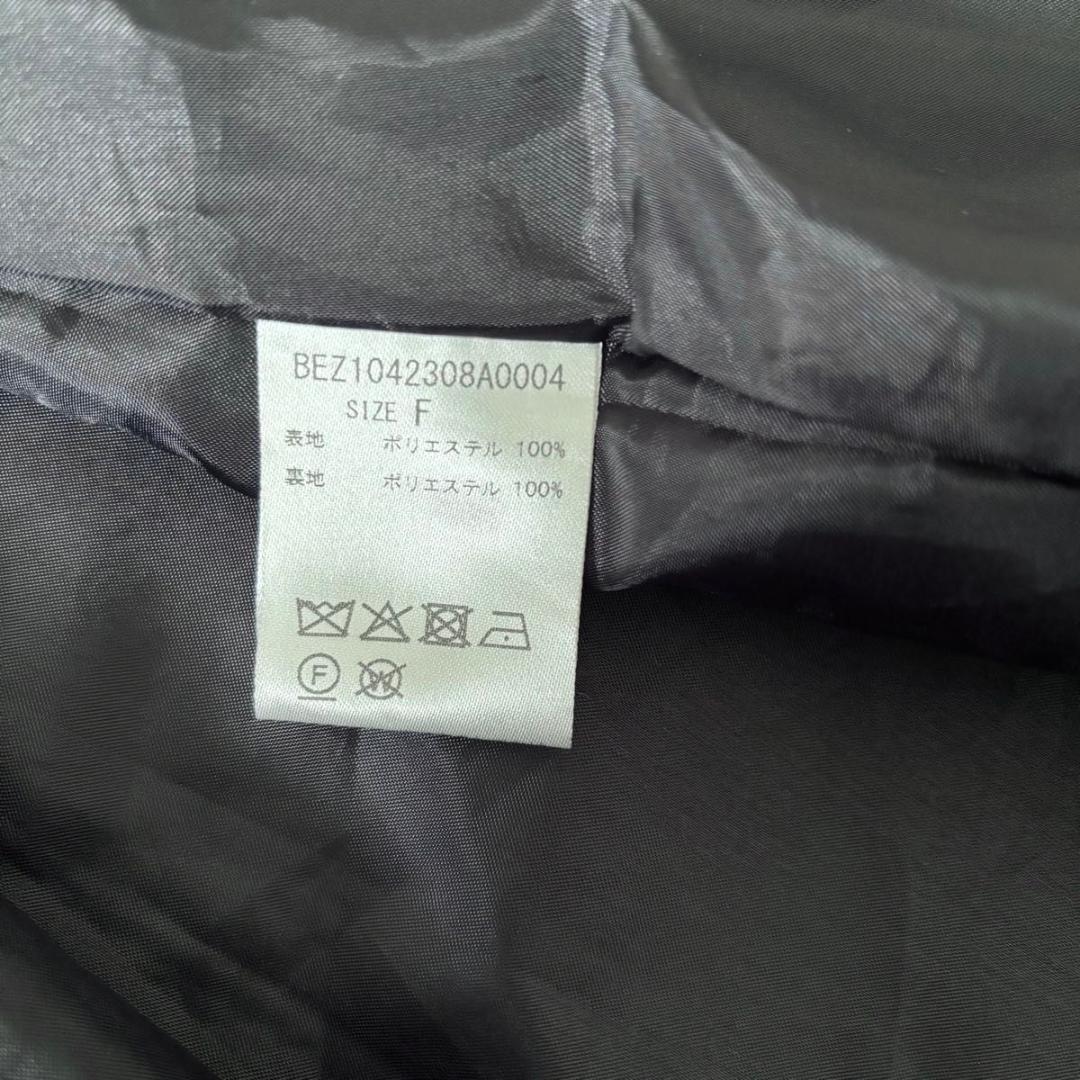 BEZ1042308A0004
SIZE F
表地 ポリエステル 100%
裏地 ポリエステル 100%
F
W